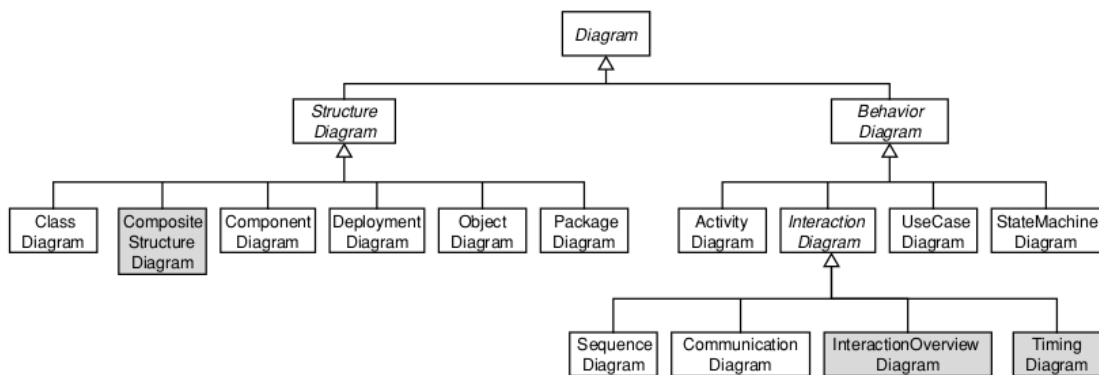 Diagram
Structure
Diagram
Behavior
Diagram
Class
Diagram
Composite
Structure
Diagram
Component
Diagram
Deployment
Diagram
Object
Diagram
Package
Diagram
Activity
Diagram
Interaction
Diagram
UseCase
Diagram
StateMachine
Diagram
Sequence
Diagram
Communication
Diagram
InteractionOverview
Diagram
Timing
Diagram